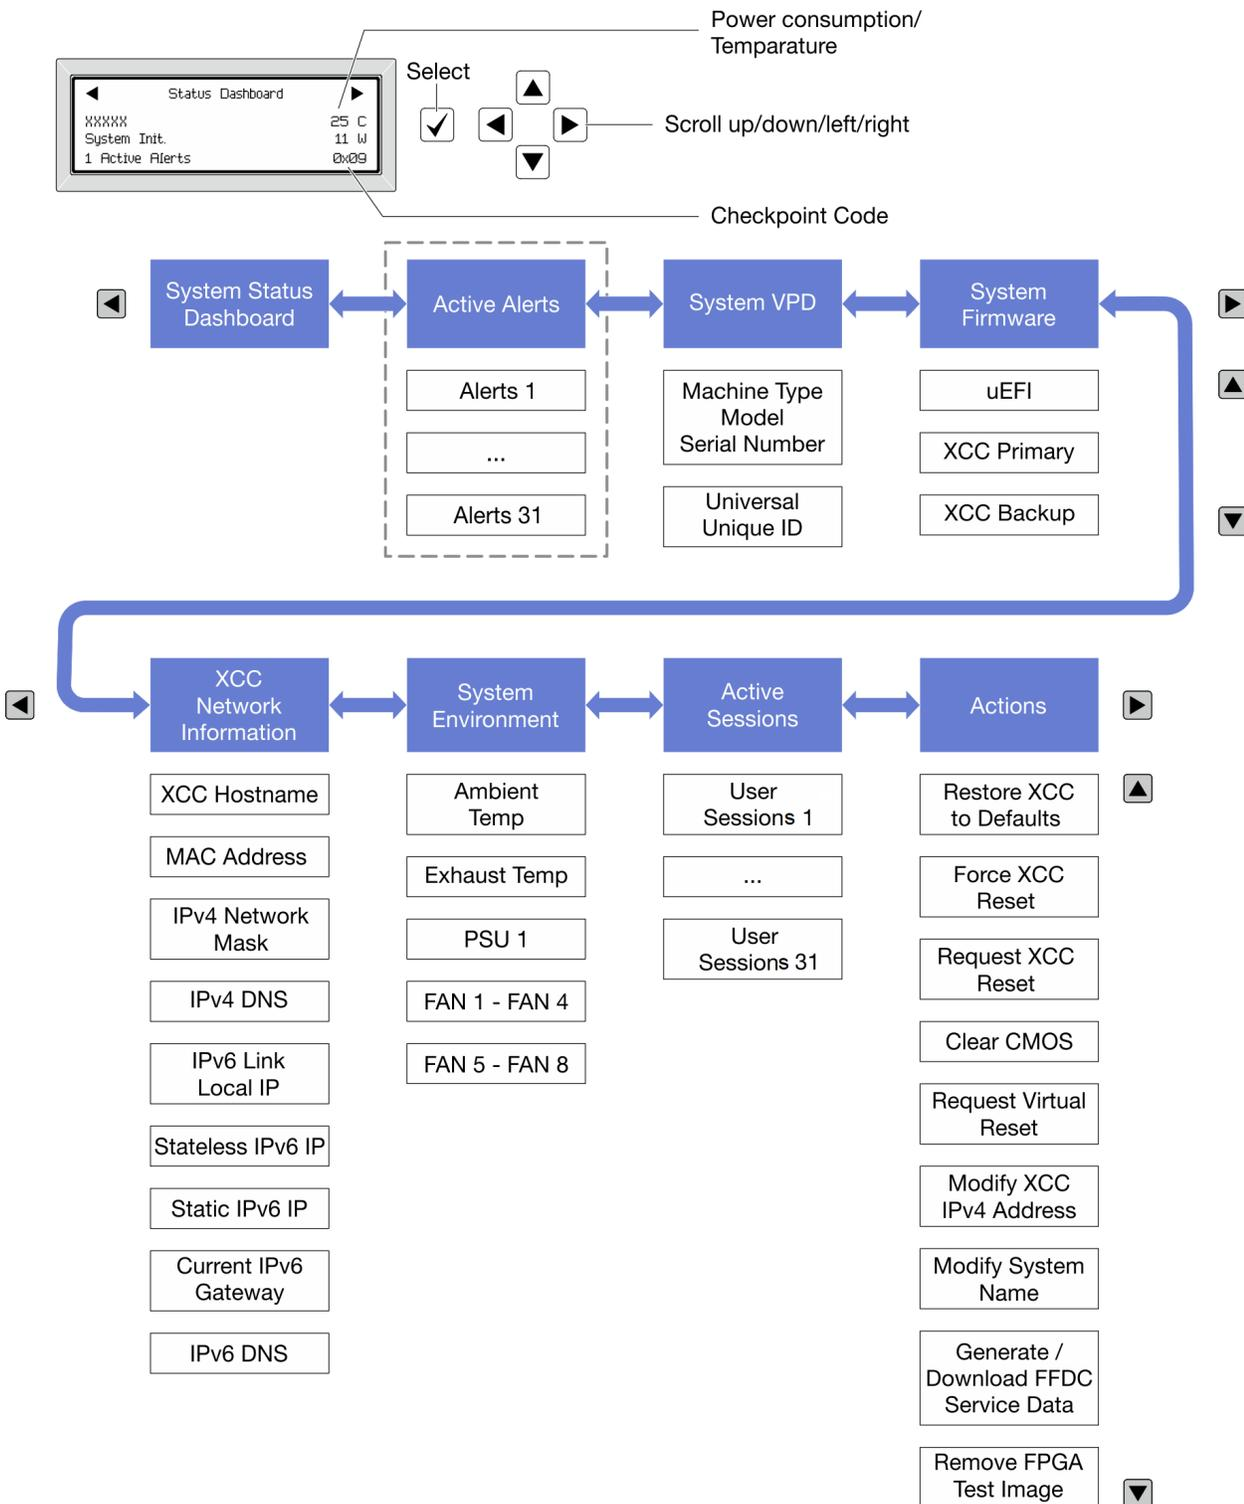 Power consumption/
Temparature
Select
Status Dashboard
XXXXX 25 C
System Init. 11 W
1 Active Alerts 0x09
Scroll up/down/left/right
Checkpoint Code
System Status
Dashboard
Active Alerts
System VPD
System
Firmware
Alerts 1
...
Alerts 31
Machine Type
Model
Serial Number
Universal
Unique ID
uEFI
XCC Primary
XCC Backup
XCC
Network
Information
System
Environment
Active
Sessions
Actions
XCC Hostname
MAC Address
IPv4 Network
Mask
IPv4 DNS
IPv6 Link
Local IP
Stateless IPv6 IP
Static IPv6 IP
Current IPv6
Gateway
IPv6 DNS
Ambient
Temp
Exhaust Temp
PSU 1
FAN 1 - FAN 4
FAN 5 - FAN 8
User
Sessions 1
...
User
Sessions 31
Restore XCC
to Defaults
Force XCC
Reset
Request XCC
Reset
Clear CMOS
Request Virtual
Reset
Modify XCC
IPv4 Address
Modify System
Name
Generate /
Download FFDC
Service Data
Remove FPGA
Test Image